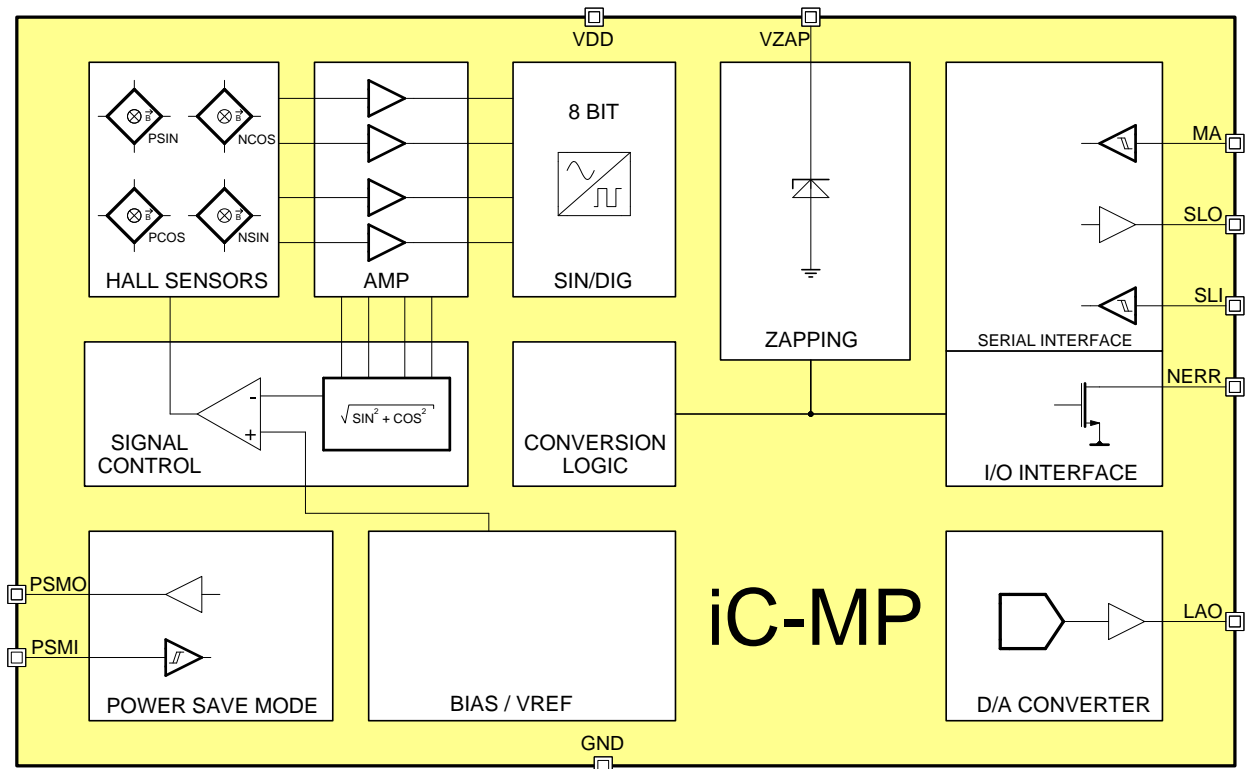 VDD
VZAP
PSIN
NCOS
PCOS
NSIN
HALL SENSORS
AMP
8 BIT
SIN/DIG
ZAPPING
MA
SLO
SLI
SERIAL INTERFACE
NERR
I/O INTERFACE
-
+
√SIN² + COS²
SIGNAL
CONTROL
CONVERSION
LOGIC
PSMO
PSMI
POWER SAVE MODE
BIAS / VREF
iC-MP
LAO
D/A CONVERTER
GND
B
B
B
B